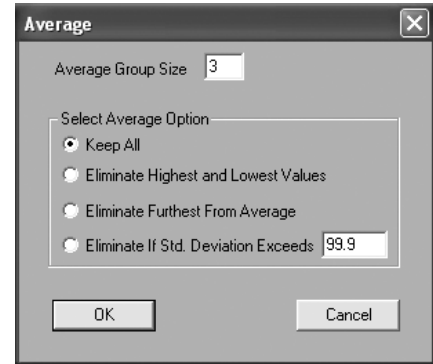 Average
Average Group Size 3
Select Average Option
Keep All
Eliminate Highest and Lowest Values
Eliminate Furthest From Average
Eliminate If Std. Deviation Exceeds 99.9
OK Cancel